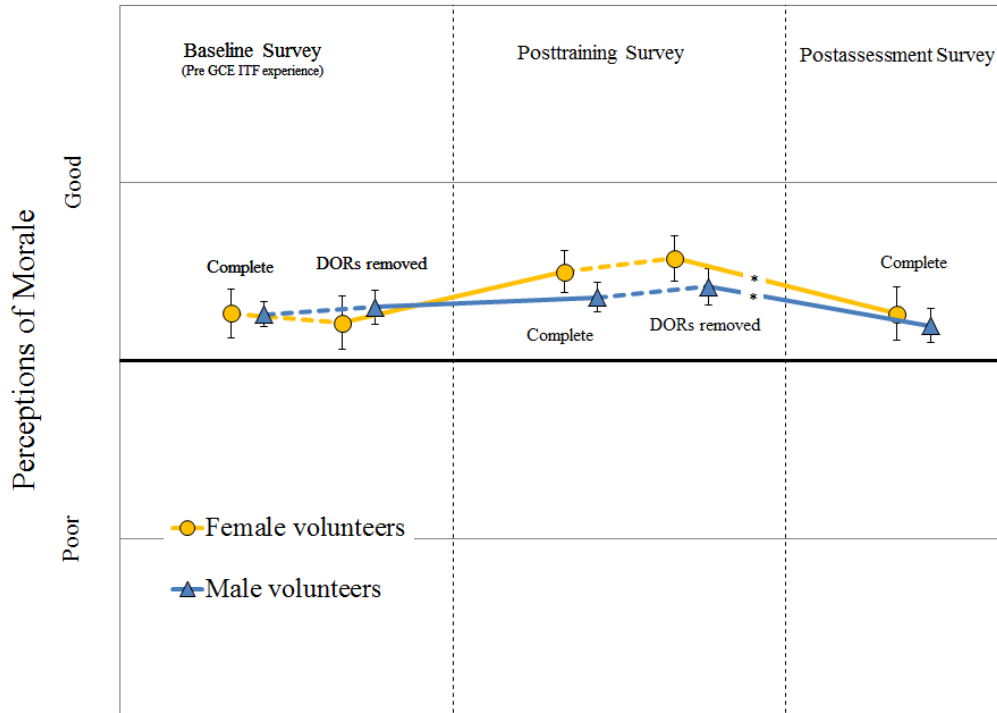 Baseline Survey
(Pre GCE ITF experience)
Posttraining Survey
Postassessment Survey
Good
Perceptions of Morale
Poor
Complete
DORs removed
Complete
DORs removed
*
*
Complete
Female volunteers
Male volunteers